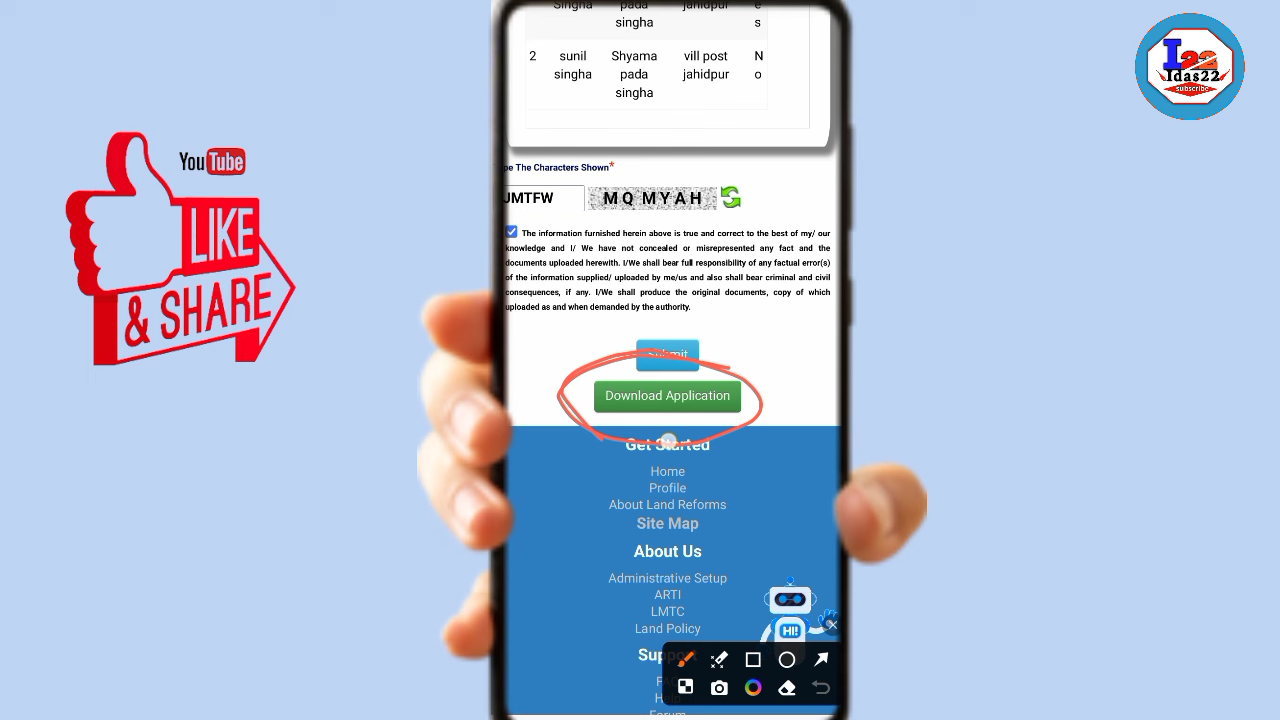 Singha pada jahidpur e
singha s
2 sunil Shyama vill post N
singha pada jahidpur o
singha
pe The Characters Shown*
JMTFW MQ MYAH
The information furnished herein above is true and correct to the best of my/ our
knowledge and I/ We have not concealed or misrepresented any fact and the
documents uploaded herewith. I/We shall bear full responsibility of any factual error(s)
of the information supplied/ uploaded by me/us and also shall bear criminal and civil
consequences, if any. I/We shall produce the original documents, copy of which
uploaded as and when demanded by the authority.
Submit
Download Application
Get Started
Home
Profile
About Land Reforms
Site Map
About Us
Administrative Setup
ARTI
LMTC
Land Policy
HI!
YouTube
LIKE
& SHARE
Idas22
subscribe